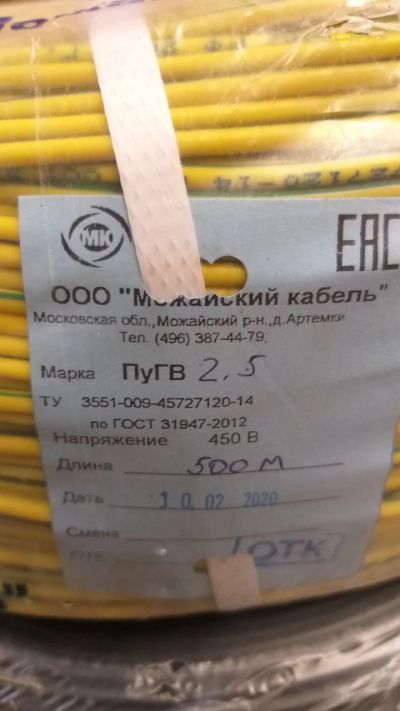 МК
EAC
ООО "Можайский кабель"
Московская обл.,Можайский р-н.,д.Артемки
Тел. (496) 387-44-79,
Марка ПуГВ 2.5
ТУ 3551-009-45727120-14
по ГОСТ 31947-2012
Напряжение 450 В
Длина 500 м
Дата 10.02 2020
Смена
ОТК ОТК